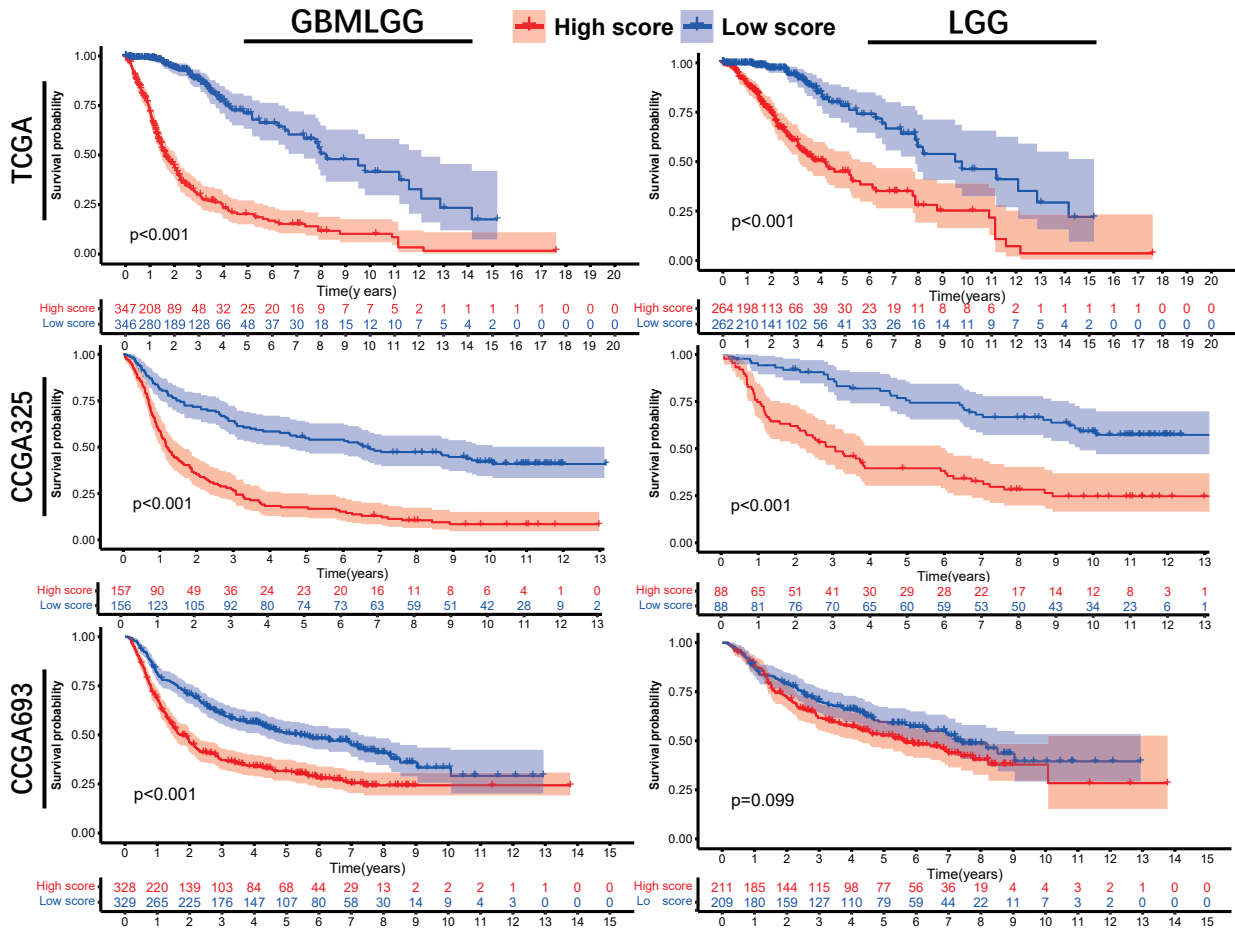 GBMLGG
High score
Low score
LGG
TCGA
Survival probability
1.00
0.75
0.50
0.25
0.00
p<0.001
0 1 2 3 4 5 6 7 8 9 10 11 12 13 14 15 16 17 18 19 20
Time(y ears)
High score 347 208 89 48 32 25 20 16 9 7 7 5 2 1 1 1 1 1 0 0 0
Low score 346 280 189 128 66 48 37 30 18 15 12 10 7 5 4 2 0 0 0 0 0
0 1 2 3 4 5 6 7 8 9 10 11 12 13 14 15 16 17 18 19 20
Survival probability
1.00
0.75
0.50
0.25
0.00
p<0.001
0 1 2 3 4 5 6 7 8 9 10 11 12 13 14 15 16 17 18 19 20
Time(years)
High score 264 198 113 66 39 30 23 19 11 8 8 6 2 1 1 1 1 1 0 0 0
Low score 262 210 141 102 56 41 33 26 16 14 11 9 7 5 4 2 0 0 0 0 0
0 1 2 3 4 5 6 7 8 9 10 11 12 13 14 15 16 17 18 19 20
CCGA325
Survival probability
1.00
0.75
0.50
0.25
0.00
p<0.001
0 1 2 3 4 5 6 7 8 9 10 11 12 13
Time(years)
High score 157 90 49 36 24 23 20 16 11 8 6 4 1 0
Low score 156 123 105 92 80 74 73 63 59 51 42 28 9 2
0 1 2 3 4 5 6 7 8 9 10 11 12 13
Survival probability
1.00
0.75
0.50
0.25
0.00
p<0.001
0 1 2 3 4 5 6 7 8 9 10 11 12 13
Time(years)
High score 88 65 51 41 30 29 28 22 17 14 12 8 3 1
Low score 88 81 76 70 65 60 59 53 50 43 34 23 6 1
0 1 2 3 4 5 6 7 8 9 10 11 12 13
CCGA693
Survival probability
1.00
0.75
0.50
0.25
0.00
p<0.001
0 1 2 3 4 5 6 7 8 9 10 11 12 13 14 15
Time(years)
High score 328 220 139 103 84 68 44 29 13 2 2 2 1 1 0 0
Low score 329 265 225 176 147 107 80 58 30 14 9 4 3 0 0 0
0 1 2 3 4 5 6 7 8 9 10 11 12 13 14 15
Survival probability
1.00
0.75
0.50
0.25
0.00
p=0.099
0 1 2 3 4 5 6 7 8 9 10 11 12 13 14 15
Time(years)
High score 211 185 144 115 98 77 56 36 19 4 4 3 2 1 0 0
Lo score 209 180 159 127 110 79 59 44 22 11 7 3 2 0 0 0
0 1 2 3 4 5 6 7 8 9 10 11 12 13 14 15